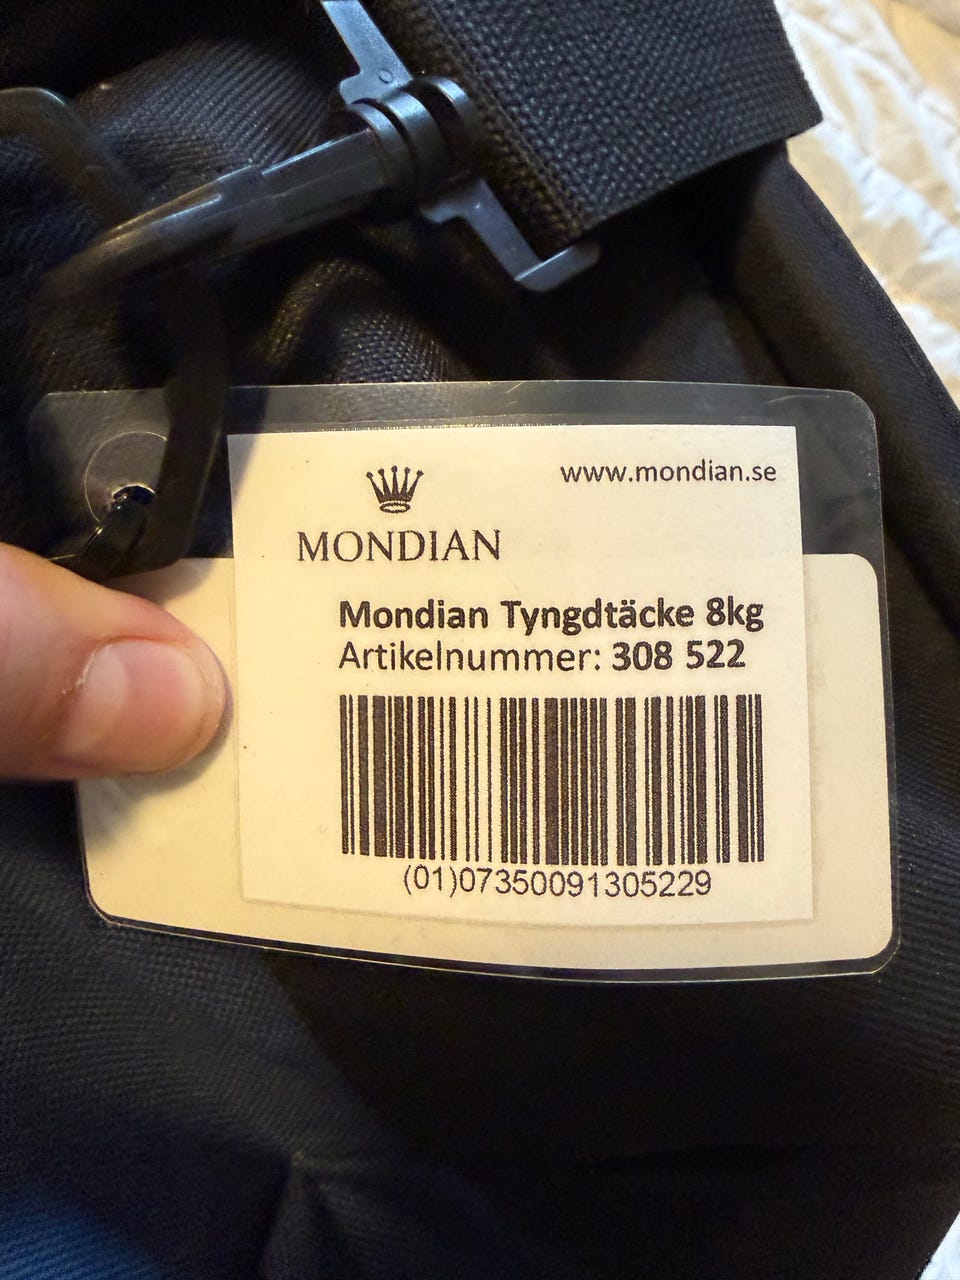 www.mondian.se
MONDIAN
Mondian Tyngdtäcke 8kg
Artikelnummer: 308 522
(01)07350091305229